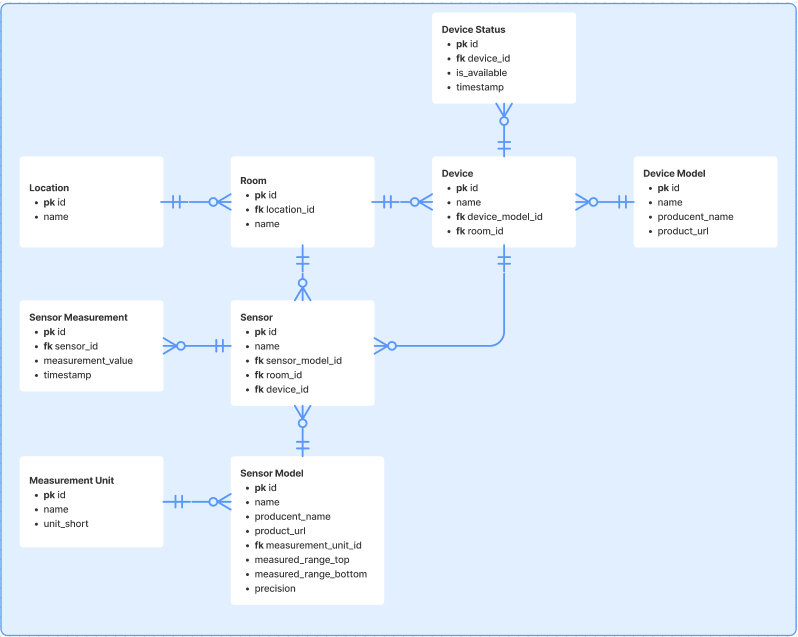 Device Status
• pk id
• fk device_id
• is_available
• timestamp
Location
• pk id
• name
Room
• pk id
• fk location_id
• name
Device
• pk id
• name
• fk device_model_id
• fk room_id
Device Model
• pk id
• name
• producent_name
• product_url
Sensor Measurement
• pk id
• fk sensor_id
• measurement_value
• timestamp
Sensor
• pk id
• name
• fk sensor_model_id
• fk room_id
• fk device_id
Measurement Unit
• pk id
• name
• unit_short
Sensor Model
• pk id
• name
• producent_name
• product_url
• fk measurement_unit_id
• measured_range_top
• measured_range_bottom
• precision